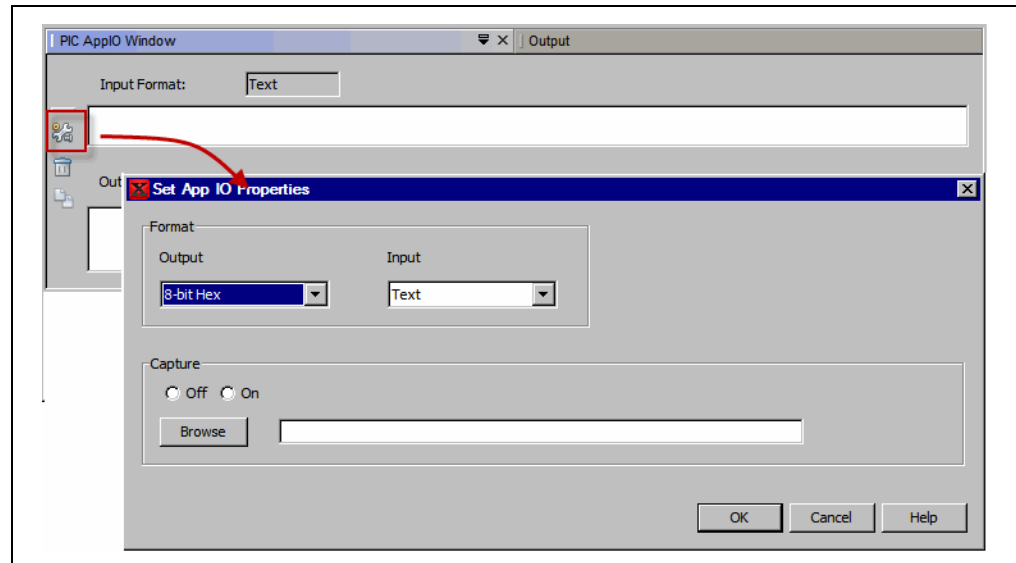 PIC AppIO Window
Output
Input Format: Text
Out
Set App IO Properties
Format
Output Input
8-bit Hex Text
Capture
Off On
Browse
OK Cancel Help